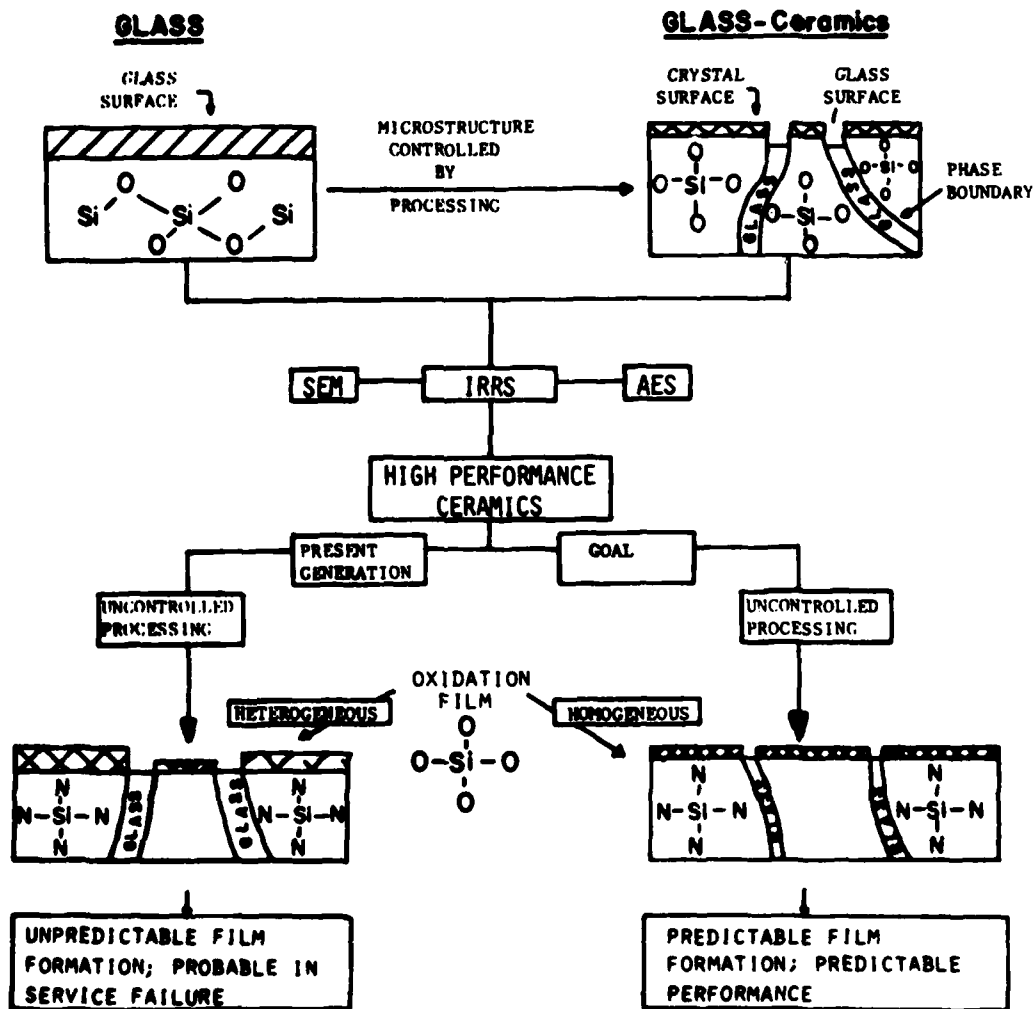 GLASS
GLASS-Ceramics
GLASS
SURFACE
MICROSTRUCTURE
CONTROLLED
BY
PROCESSING
CRYSTAL
SURFACE
GLASS
SURFACE
PHASE
BOUNDARY
O O
Si Si Si
O O
O
O-Si-O
O
GLASS
O-Si-O
O
GLASS
O
O-Si-O
O
SEM
IRRS
AES
HIGH PERFORMANCE
CERAMICS
PRESENT
GENERATION
GOAL
UNCONTROLLED
PROCESSING
UNCONTROLLED
PROCESSING
OXIDATION
FILM
HETEROGENEOUS
HOMOGENEOUS
O
O-Si-O
O
N
N-Si-N
N
GLASS
GLASS
N
N-Si-N
N
N
N-Si-N
N
N
N-Si-N
N
UNPREDICTABLE FILM
FORMATION; PROBABLE IN
SERVICE FAILURE
PREDICTABLE FILM
FORMATION; PREDICTABLE
PERFORMANCE